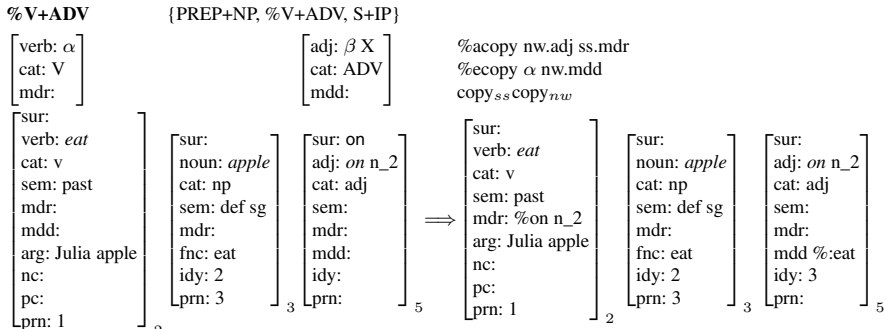 %V+ADV {PREP+NP, %V+ADV, S+IP}
verb: α
cat: V
mdr:
adj: β X
cat: ADV
mdd:
%acopy nw.adj ss.mdr
%ecopy α nw.mdd
copy_ss copy_nw
sur:
verb: eat
cat: v
sem: past
mdr:
mdd:
arg: Julia apple
nc:
pc:
prn: 1
2
sur:
noun: apple
cat: np
sem: def sg
mdr:
fnc: eat
idy: 2
prn: 3
3
sur: on
adj: on n_2
cat: adj
sem:
mdr:
mdd:
idy:
prn:
5
⟹
sur:
verb: eat
cat: v
sem: past
mdr: %on n_2
arg: Julia apple
nc:
pc:
prn: 1
2
sur:
noun: apple
cat: np
sem: def sg
mdr:
fnc: eat
idy: 2
prn: 3
3
sur:
adj: on n_2
cat: adj
sem:
mdr:
mdd %:eat
idy: 3
prn:
5